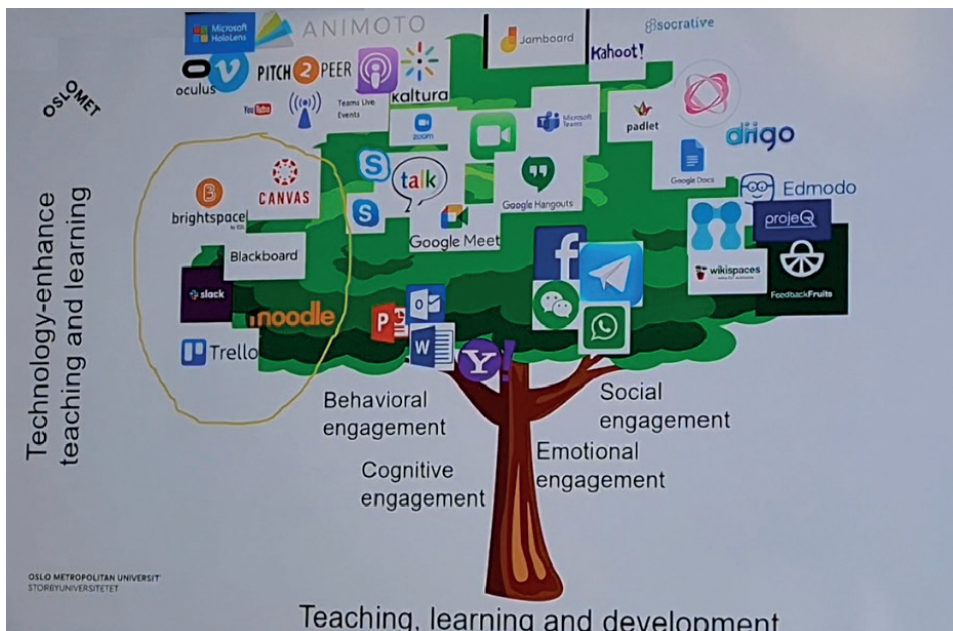 Microsoft
HoloLens
ANIMOTO
Jamboard
socrative
Kahoot!
oculus
PITCH 2 PEER
kaltura
YouTube
Teams Live
Events
zoom
Microsoft
Teams
padlet
diigo
OSLOMET
talk
Google Hangouts
Google Docs
Edmodo
brightspace
CANVAS
Google Meet
projeQ
Blackboard
wikispaces
FeedbackFruits
slack
moodle
Trello
Technology-enhance
teaching and learning
Behavioral
engagement
Social
engagement
Cognitive
engagement
Emotional
engagement
OSLO METROPOLITAN UNIVERSIT
STORBYUNIVERSITETET
Teaching, learning and development